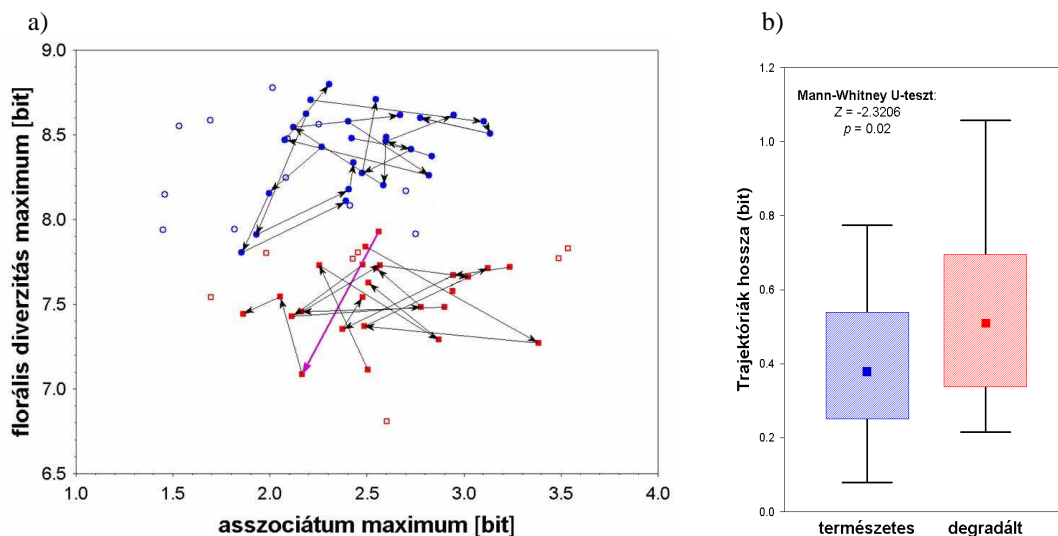 a)
9.0
8.5
8.0
7.5
7.0
6.5
florális diverzitás maximum [bit]
1.0 1.5 2.0 2.5 3.0 3.5 4.0
asszociátum maximum [bit]
b)
1.2
1.0
0.8
0.6
0.4
0.2
0.0
Trajektóriák hossza (bit)
Mann-Whitney U-teszt:
Z = -2.3206
p = 0.02
természetes degradált